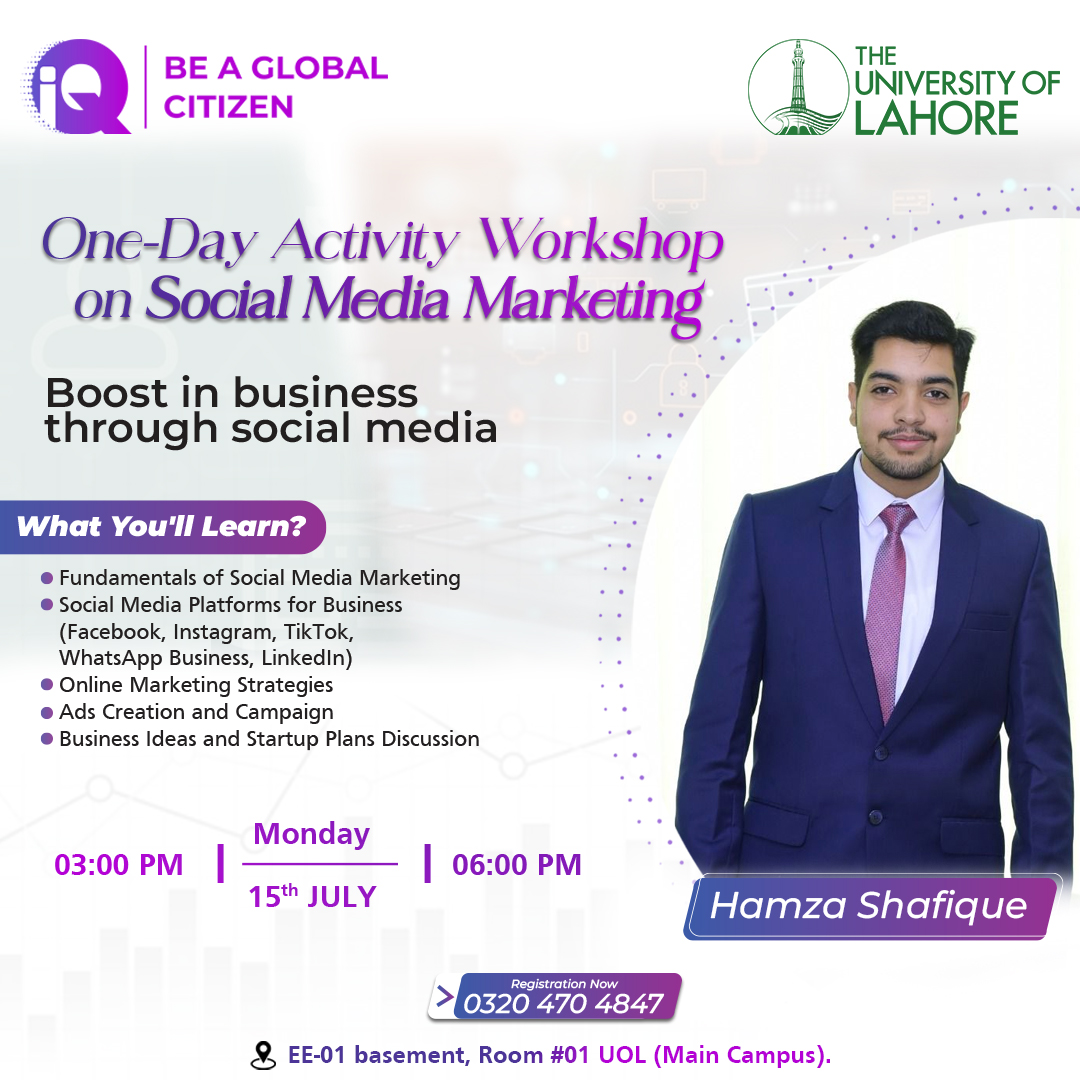 iQ
BE A GLOBAL
CITIZEN
THE
UNIVERSITY OF
LAHORE
One-Day Activity Workshop
on Social Media Marketing
Boost in business
through social media
What You'll Learn?
Fundamentals of Social Media Marketing
Social Media Platforms for Business
(Facebook, Instagram, TikTok,
WhatsApp Business, LinkedIn)
Online Marketing Strategies
Ads Creation and Campaign
Business Ideas and Startup Plans Discussion
03:00 PM
Monday
15th JULY
06:00 PM
Hamza Shafique
Registration Now
0320 470 4847
EE-01 basement, Room #01 UOL (Main Campus).